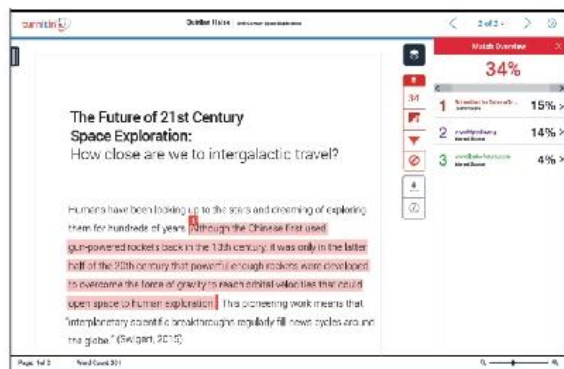 turnitin
2 of 2
Match Overview
34%
34
1
15%
2
14%
3
4%
The Future of 21st Century
Space Exploration:
How close are we to intergalactic travel?
Humans have been looking up to the stars and dreaming of exploring
them for hundreds of years. 1 Although the Chinese first used
gun-powered rockets back in the 13th century, it was only in the latter
half of the 20th century that powerful enough rockets were developed
to overcome the force of gravity to reach orbital velocities that could
open space to human exploration. This pioneering work means that
"interplanetary scientific breakthroughs regularly fill news cycles around
the globe." (Swigert, 2015)
Page: 1 of 2 Word Count: